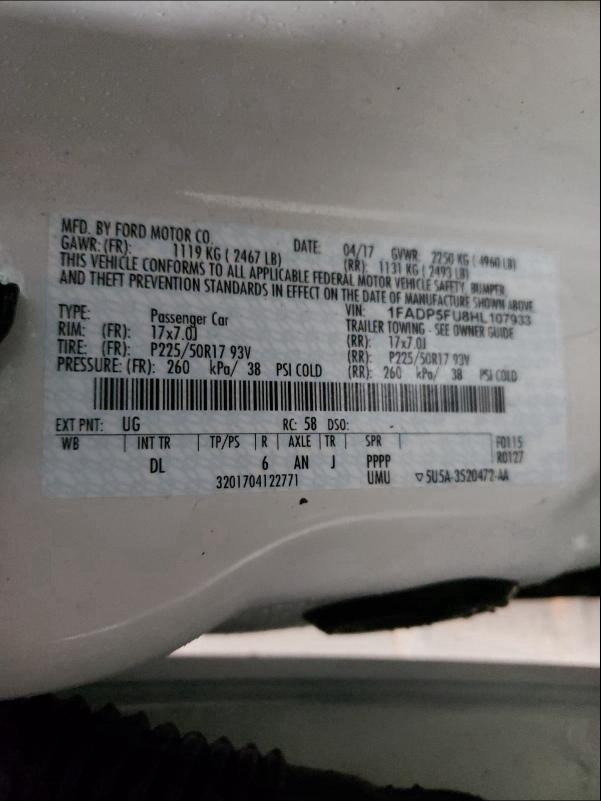 MFD. BY FORD MOTOR CO.
DATE: 04/17 GVWR: 2250 KG ( 4960 LB)
GAWR: (FR): 1119 KG ( 2467 LB) (RR): 1131 KG ( 2493 LB)
THIS VEHICLE CONFORMS TO ALL APPLICABLE FEDERAL MOTOR VEHICLE SAFETY, BUMPER,
AND THEFT PREVENTION STANDARDS IN EFFECT ON THE DATE OF MANUFACTURE SHOWN ABOVE.
VIN: 1FADP5FU8HL107933
TYPE: Passenger Car TRAILER TOWING - SEE OWNER GUIDE
RIM: (FR): 17x7.0J (RR): 17x7.0J
TIRE: (FR): P225/50R17 93V (RR): P225/50R17 93V
PRESSURE: (FR): 260 kPa/ 38 PSI COLD (RR): 260 kPa/ 38 PSI COLD
EXT PNT: UG RC: 58 DSO: -
WB | INT TR | TP/PS | R | AXLE | TR | SPR | F0115
R0127
DL 6 AN J PPPP
3201704122771 UMU ▽5U5A-3520472-AA